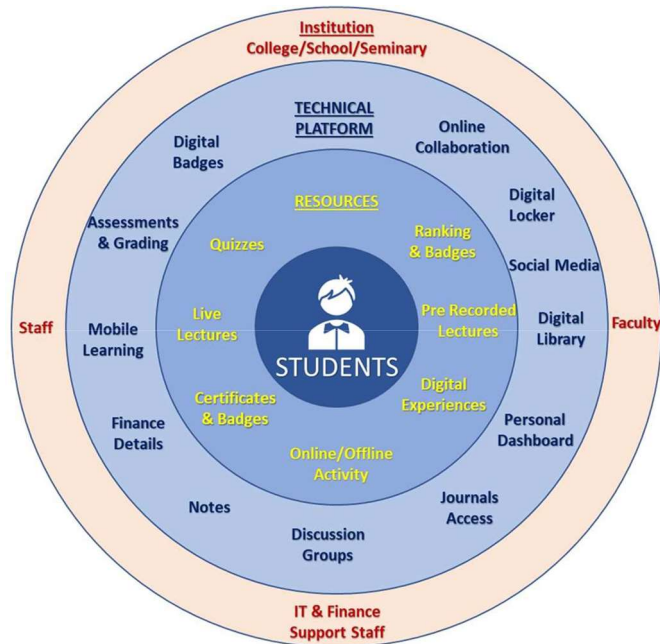 Institution
College/School/Seminary
TECHNICAL
PLATFORM
Online
Collaboration
Digital
Badges
Digital
Locker
RESOURCES
Assessments
& Grading
Quizzes
Ranking
& Badges
Social Media
Staff
Mobile
Learning
Live
Lectures
STUDENTS
Pre Recorded
Lectures
Digital
Library
Faculty
Certificates
& Badges
Digital
Experiences
Finance
Details
Personal
Dashboard
Online/Offline
Activity
Notes
Journals
Access
Discussion
Groups
IT & Finance
Support Staff